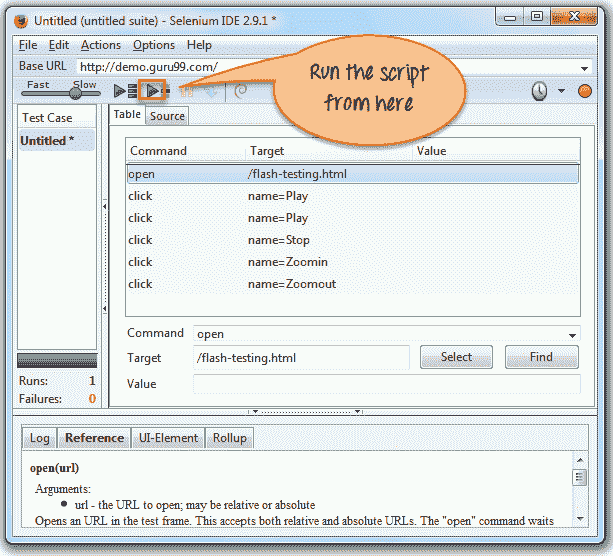 Untitled (untitled suite) - Selenium IDE 2.9.1 *
File Edit Actions Options Help
Base URL http://demo.guru99.com/
Fast Slow
Run the script
from here
Test Case
Untitled *
Table Source
Command Target Value
open /flash-testing.html
click name=Play
click name=Play
click name=Stop
click name=Zoomin
click name=Zoomout
Command open
Target /flash-testing.html Select Find
Value
Runs: 1
Failures: 0
Log Reference UI-Element Rollup
open(url)
Arguments:
url - the URL to open; may be relative or absolute
Opens an URL in the test frame. This accepts both relative and absolute URLs. The "open" command waits